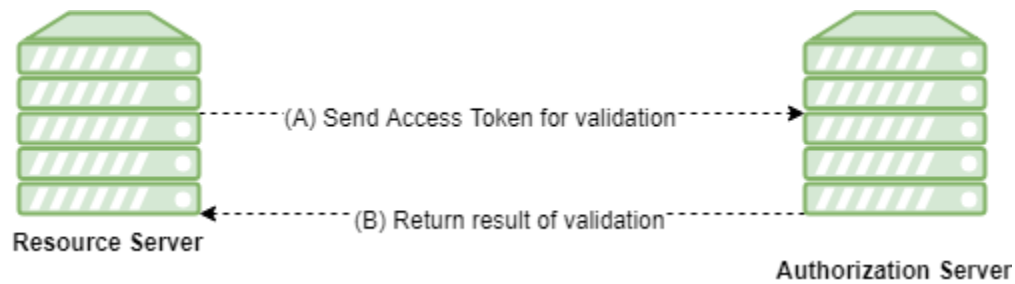 (A) Send Access Token for validation
(B) Return result of validation
Resource Server
Authorization Server